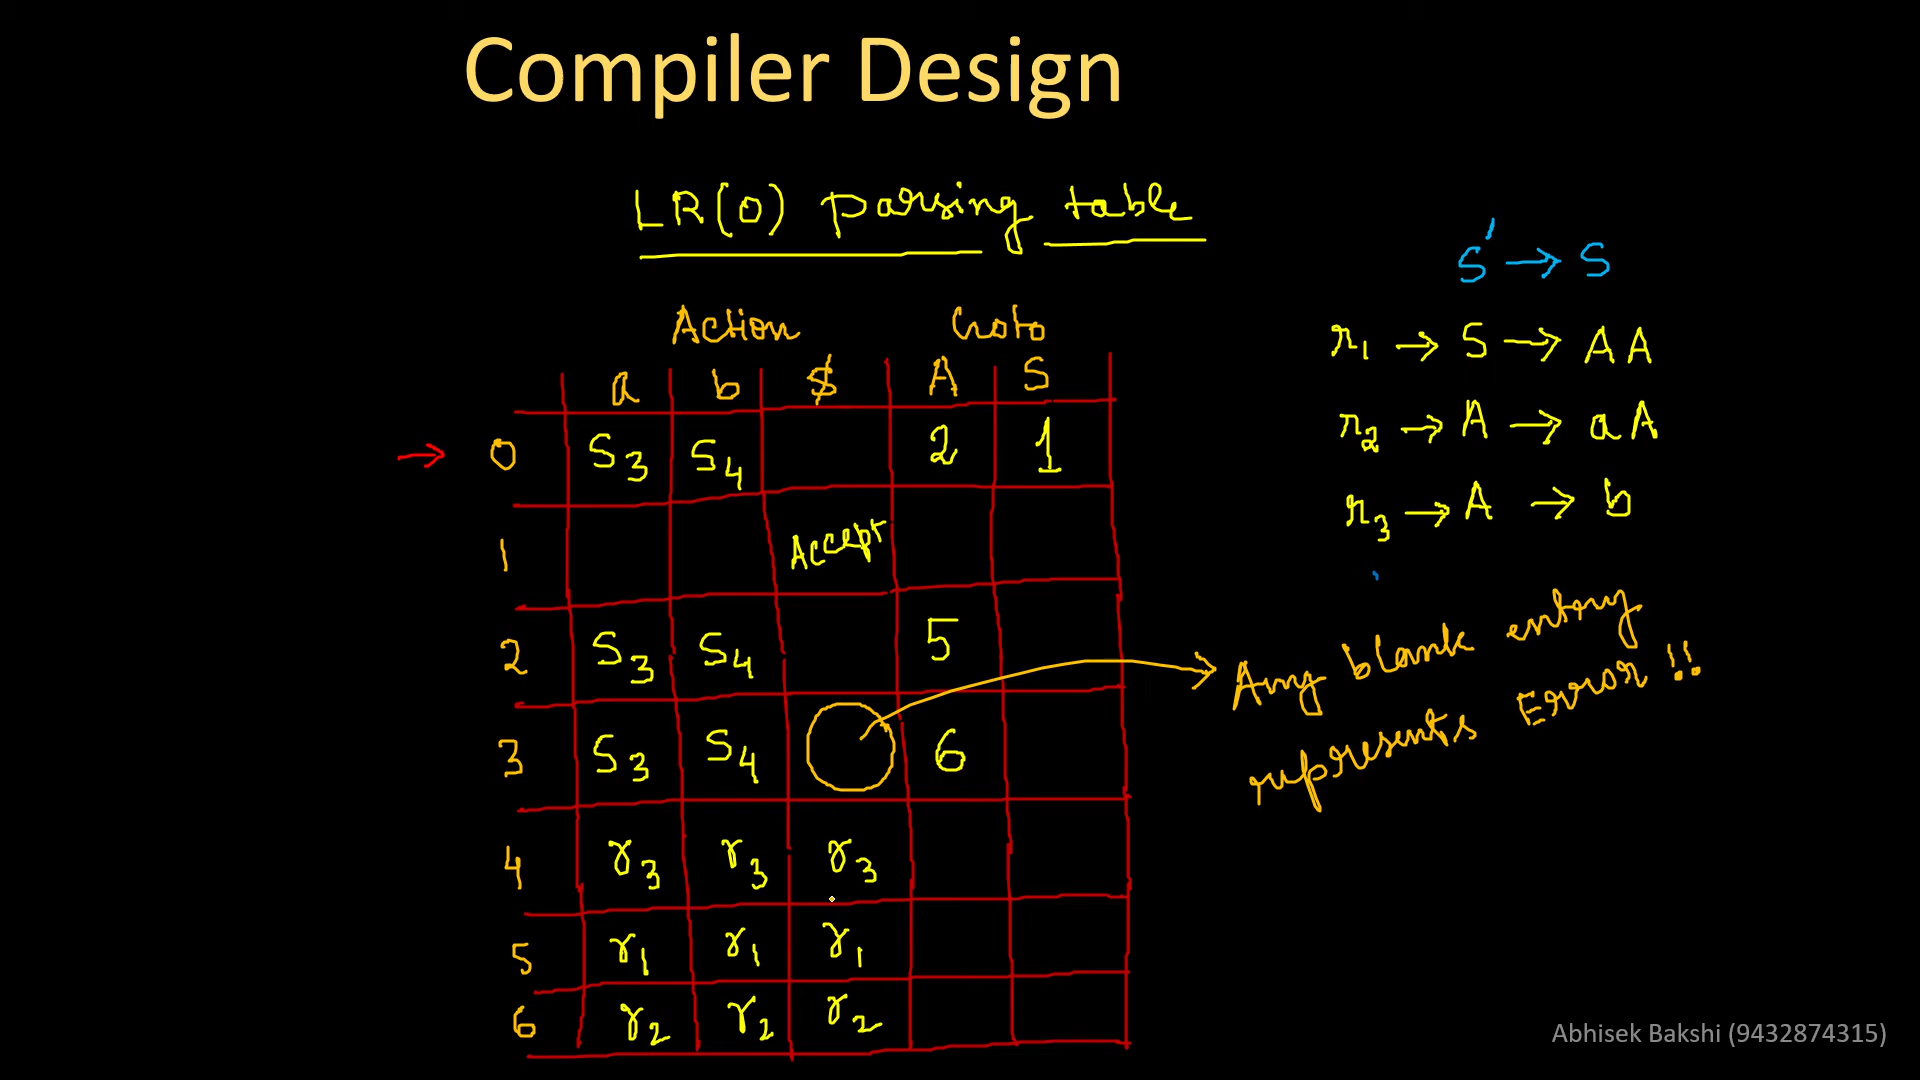 Compiler Design
LR(0) parsing table
S' → S
r1 → S → AA
r2 → A → aA
r3 → A → b
Action Goto
a b $ A S
→ 0 S3 S4 2 1
1 Accept
2 S3 S4 5
3 S3 S4 6
4 r3 r3 r3
5 r1 r1 r1
6 r2 r2 r2
Any blank entry
represents Error!!
Abhisek Bakshi (9432874315)